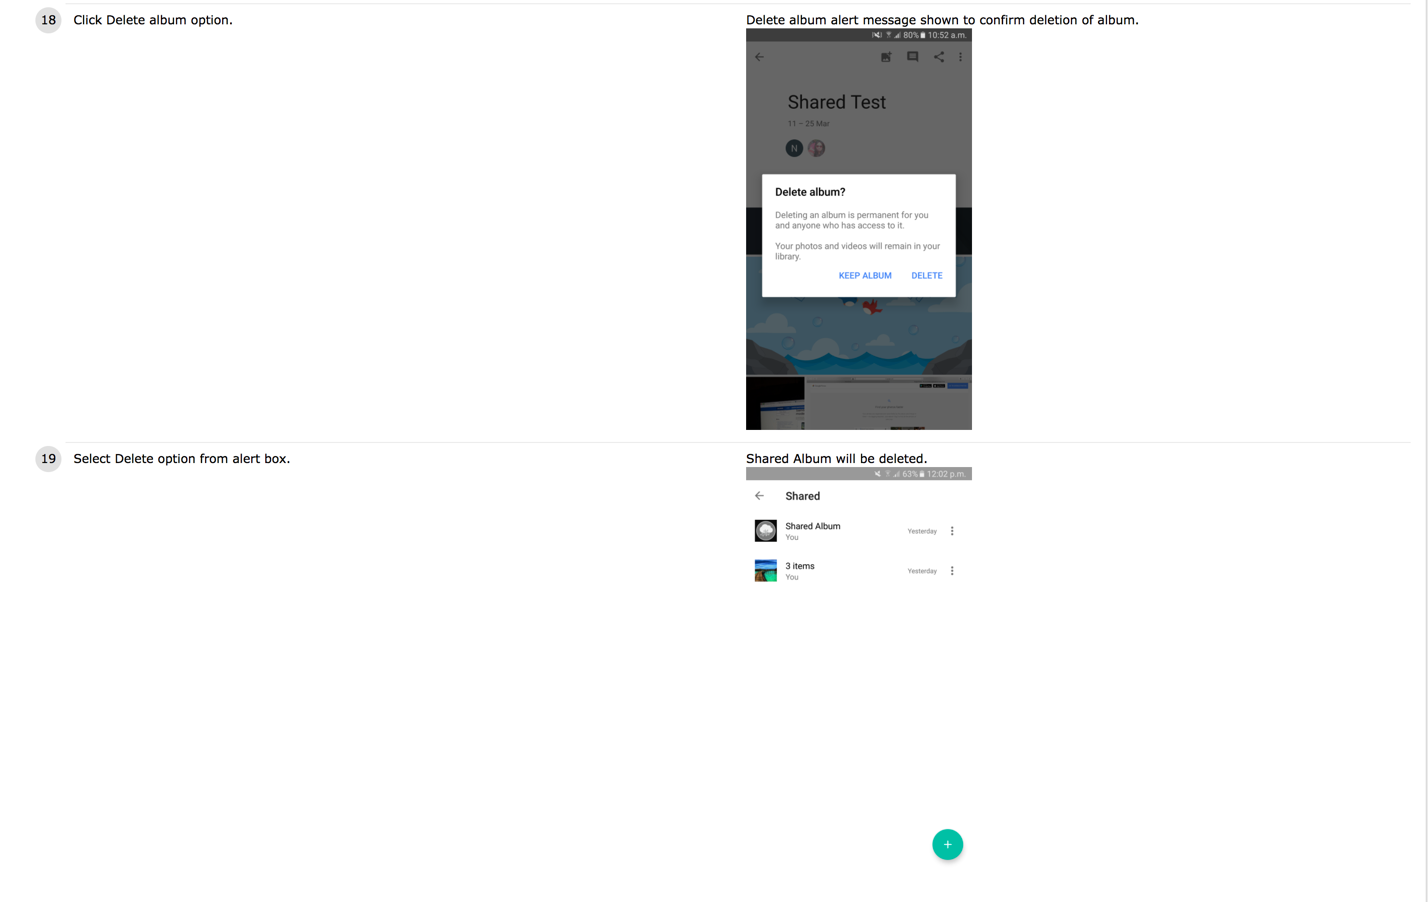 18
Click Delete album option.
Delete album alert message shown to confirm deletion of album.
80% 10:52 a.m.
Shared Test
11 – 25 Mar
N
Delete album?
Deleting an album is permanent for you
and anyone who has access to it.
Your photos and videos will remain in your
library.
KEEP ALBUM DELETE
19
Select Delete option from alert box.
Shared Album will be deleted.
63% 12:02 p.m.
Shared
Shared Album
You
Yesterday
3 items
You
Yesterday
+